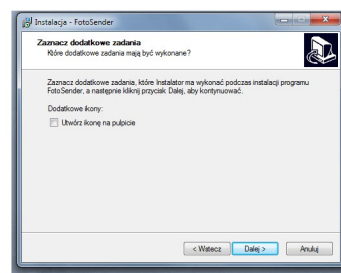 Instalacja - FotoSender
Zaznacz dodatkowe zadania
Które dodatkowe zadania mają być wykonane?
Zaznacz dodatkowe zadania, które Instalator ma wykonać podczas instalacji programu
FotoSender, a następnie kliknij przycisk Dalej, aby kontynuować.
Dodatkowe ikony:
Utwórz ikonę na pulpicie
< Wstecz Dalej > Anuluj